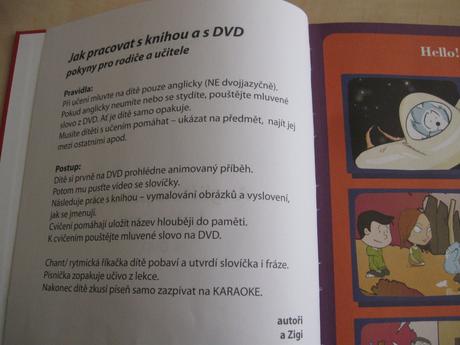 Jak pracovat s knihou a s DVD
pokyny pro rodiče a učitele
Pravidla:
Při učení mluvte na dítě pouze anglicky (NE dvojjazyčně).
Pokud anglicky neumíte nebo se stydíte, pouštějte mluvené
slovo z DVD. Ať je dítě samo opakuje.
Musíte dítěti s učením pomáhat – ukázat na předmět, najít jej
mezi ostatními apod.
Postup:
Dítě si prvně na DVD prohlédne animovaný příběh.
Potom mu pusťte video se slovíčky.
Následuje práce s knihou – vymalování obrázků a vyslovení,
jak se jmenují.
Cvičení pomáhají uložit název hlouběji do paměti.
K cvičením pouštějte mluvené slovo na DVD.
Chant/ rytmická říkačka dítě pobaví a utvrdí slovíčka i fráze.
Písnička zopakuje učivo z lekce.
Nakonec dítě zkusí píseň samo zazpívat na KARAOKE.
autoři
a Zigi
Hello!